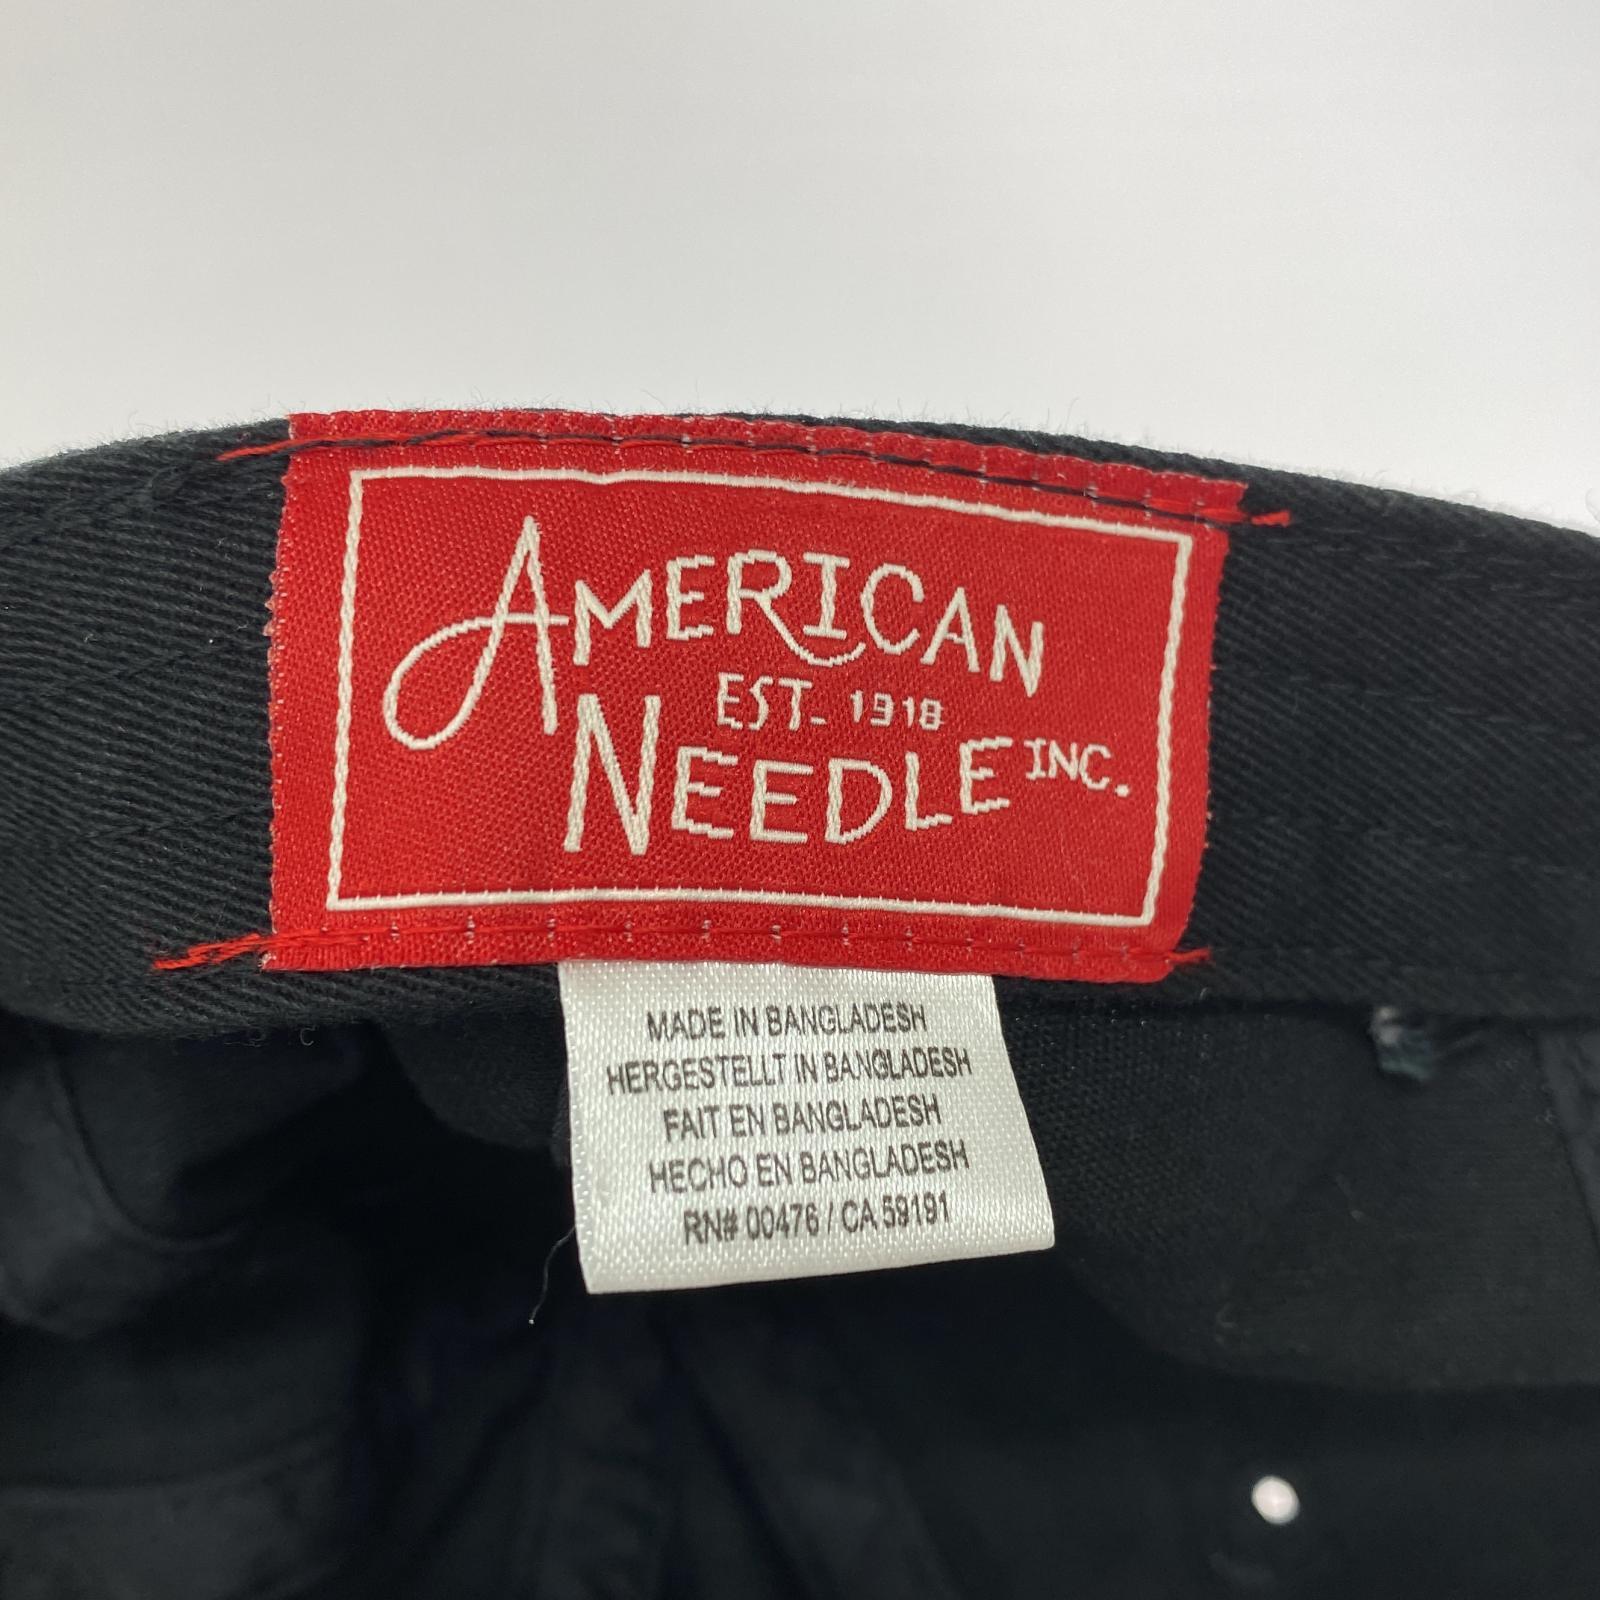 AMERICAN
EST. 1918
NEEDLE INC.
MADE IN BANGLADESH
HERGESTELLT IN BANGLADESH
FAIT EN BANGLADESH
HECHO EN BANGLADESH
RN# 00476 / CA 59191